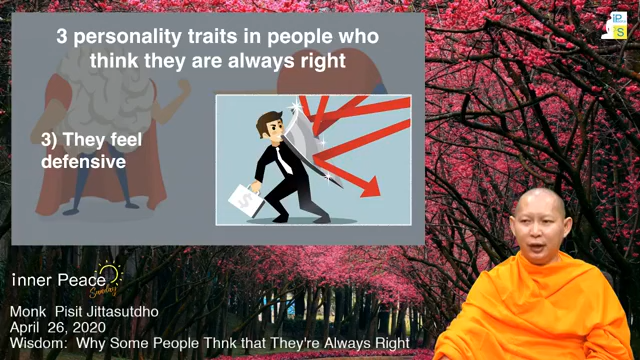 3 personality traits in people who
think they are always right
3) They feel
defensive
iP
S
inner Peace
Sunday
Monk Pisit Jittasutdho
April 26, 2020
Wisdom: Why Some People Thnk that They're Always Right